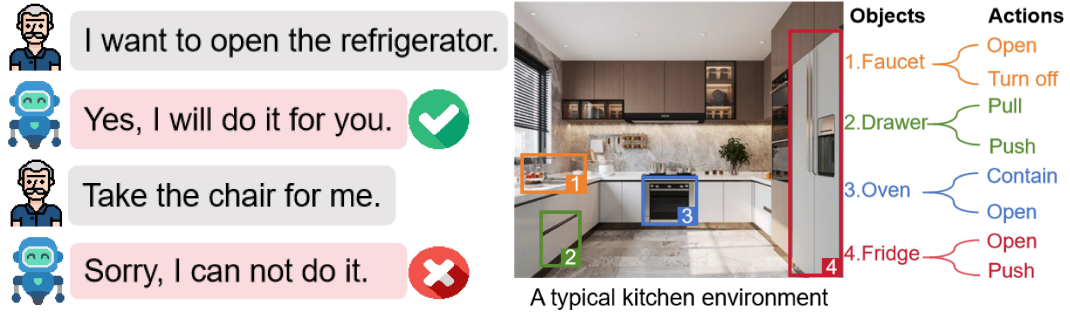 I want to open the refrigerator.
Yes, I will do it for you.
Take the chair for me.
Sorry, I can not do it.
1
2
3
4
A typical kitchen environment
Objects Actions
1.Faucet
Open
Turn off
2.Drawer
Pull
Push
3.Oven
Contain
Open
4.Fridge
Open
Push